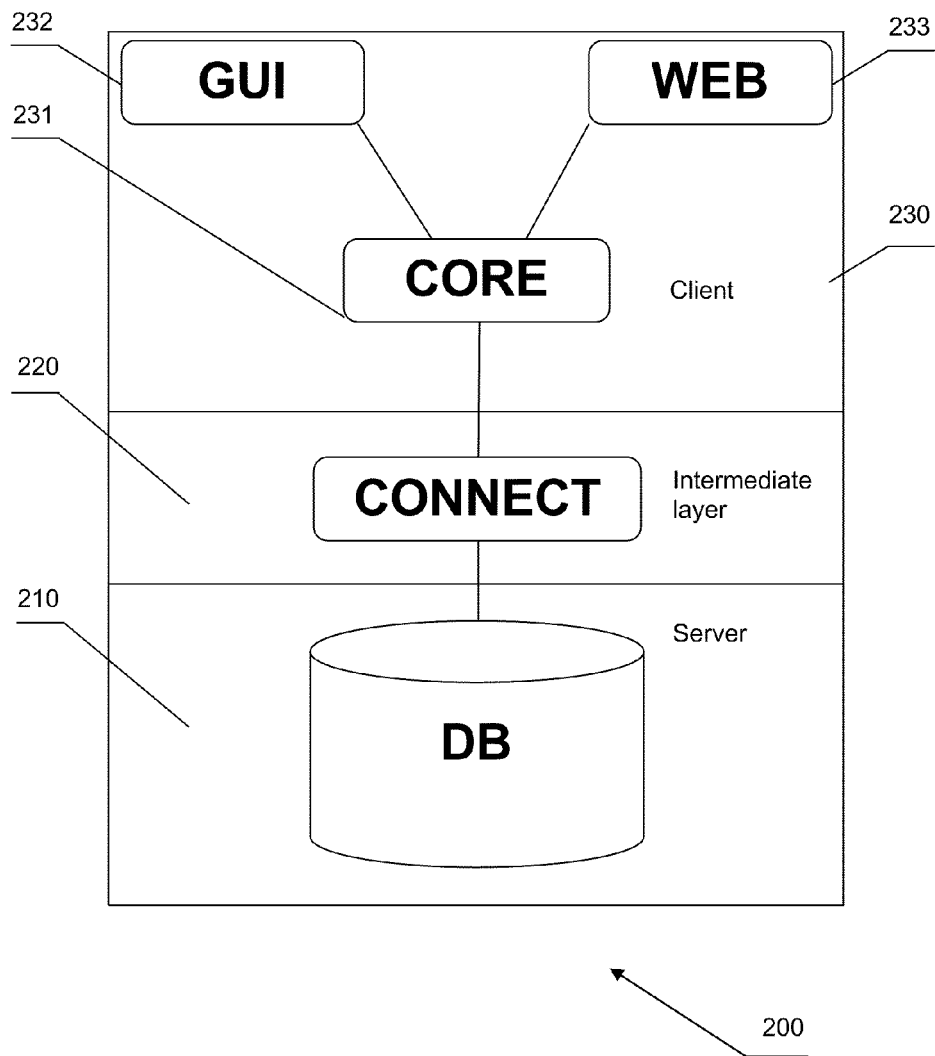 232
233
GUI
WEB
231
230
CORE
Client
220
CONNECT
Intermediate
layer
210
Server
DB
200